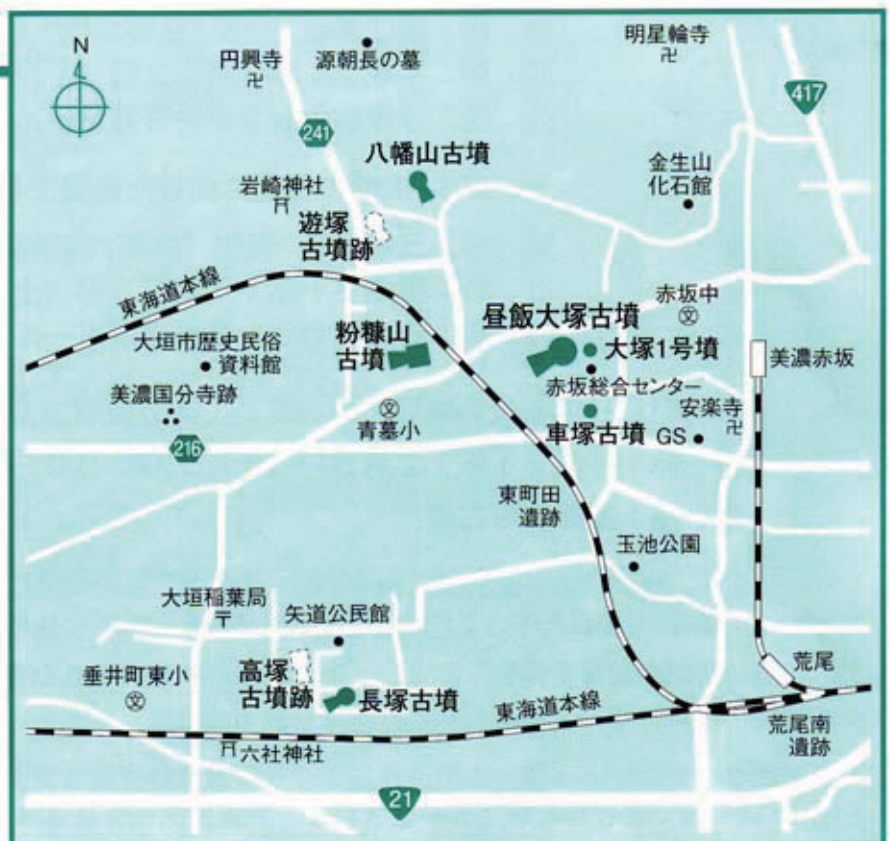 N
円興寺
源朝長の墓
明星輪寺
417
241
八幡山古墳
金生山
化石館
岩崎神社
遊塚
古墳跡
東海道本線
赤坂中
昼飯大塚古墳
粉糠山
古墳
大垣市歴史民俗
資料館
大塚1号墳
美濃赤坂
赤坂総合センター
美濃国分寺跡
安楽寺
青墓小
車塚古墳
GS
216
東町田
遺跡
玉池公園
大垣稲葉局
〒
矢道公民館
荒尾
垂井町東小
高塚
古墳跡
長塚古墳
東海道本線
荒尾南
遺跡
六社神社
21